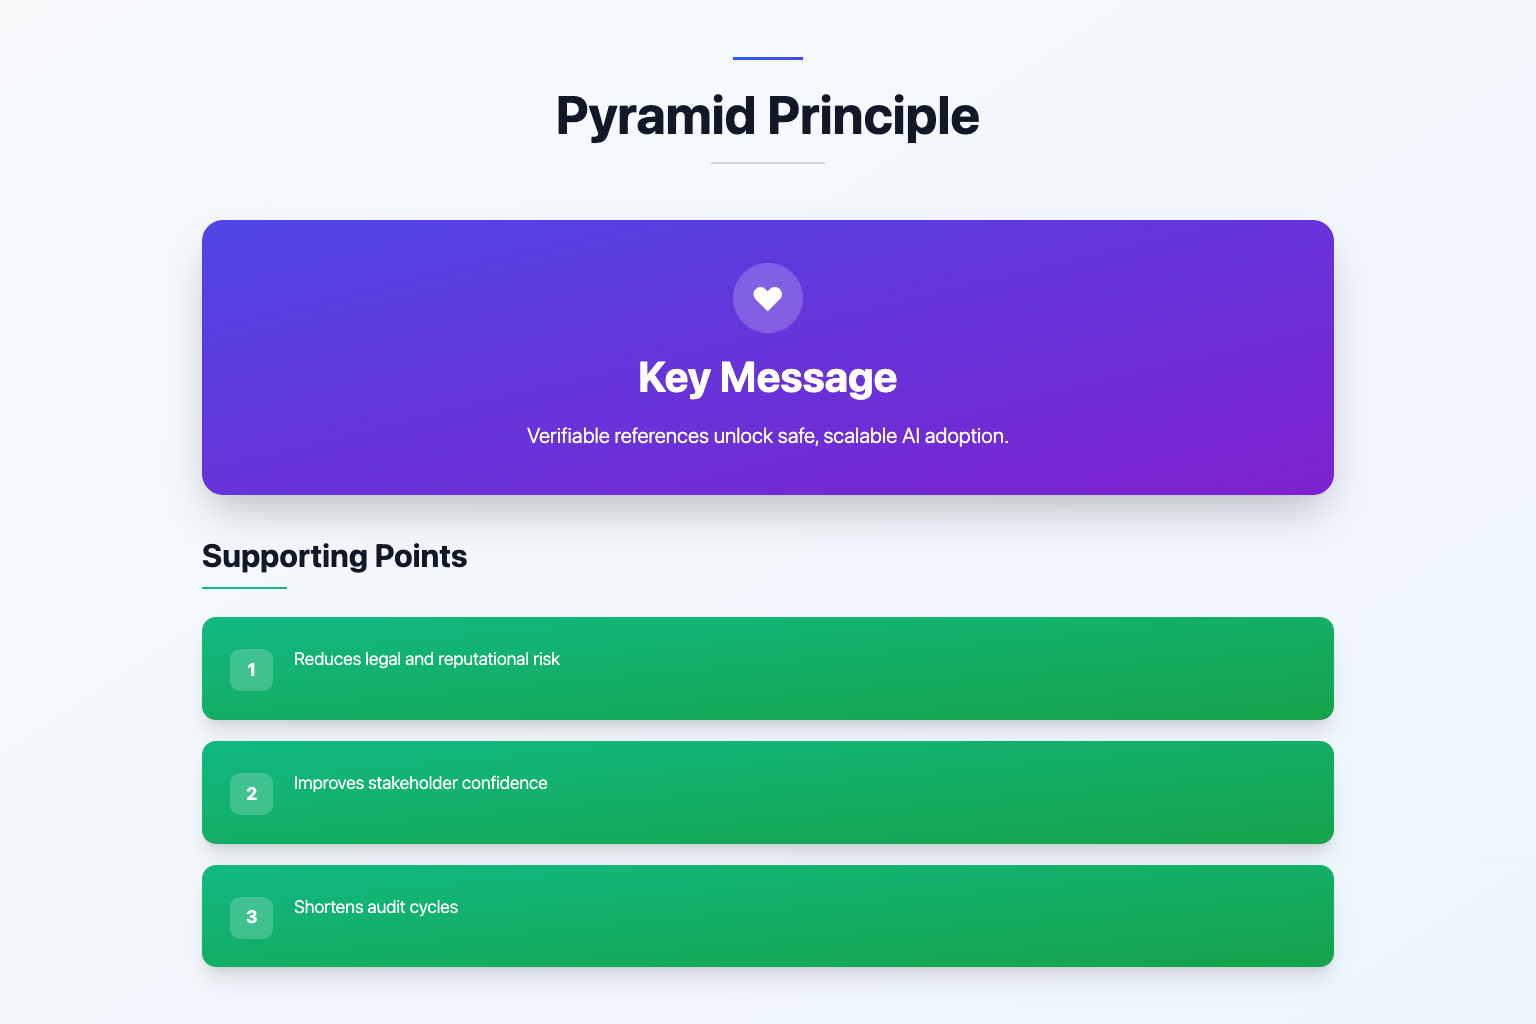 Pyramid Principle
Key Message
Verifiable references unlock safe, scalable AI adoption.
Supporting Points
1
Reduces legal and reputational risk
2
Improves stakeholder confidence
3
Shortens audit cycles